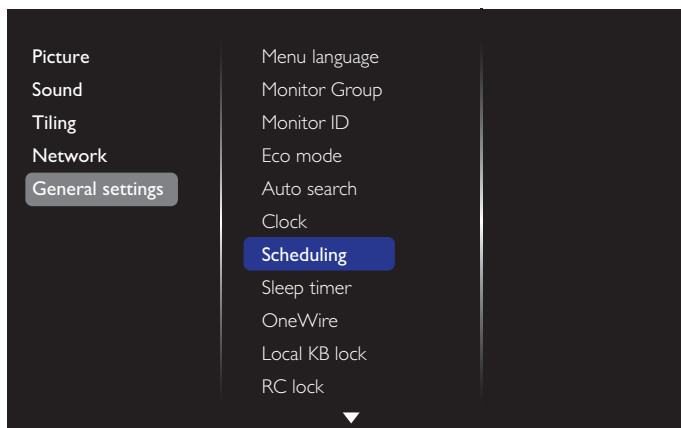 Picture
Sound
Tiling
Network
General settings
Menu language
Monitor Group
Monitor ID
Eco mode
Auto search
Clock
Scheduling
Sleep timer
OneWire
Local KB lock
RC lock